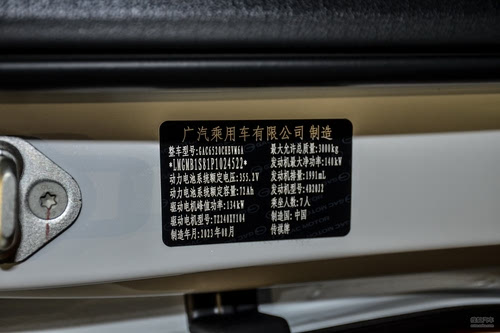 广汽乘用车有限公司 制造
整车型号:GAC6520CHEVM6A 最大允许总质量:3000kg
*LMGMB1S81P1024522* 发动机最大净功率:140kW
动力电池系统额定电压:355.2V 发动机排量:1991mL
动力电池系统额定容量:72Ah 发动机型号:4B20J2
驱动电机峰值功率:134kW 乘坐人数:7人
驱动电机型号:TZ240XY104 制造国:中国
制造年月:2023年08月 传祺牌